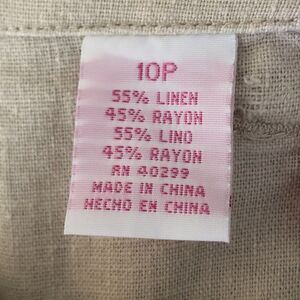 10P
55% LINEN
45% RAYON
55% LINO
45% RAYON
RN 40299
MADE IN CHINA
HECHO EN CHINA